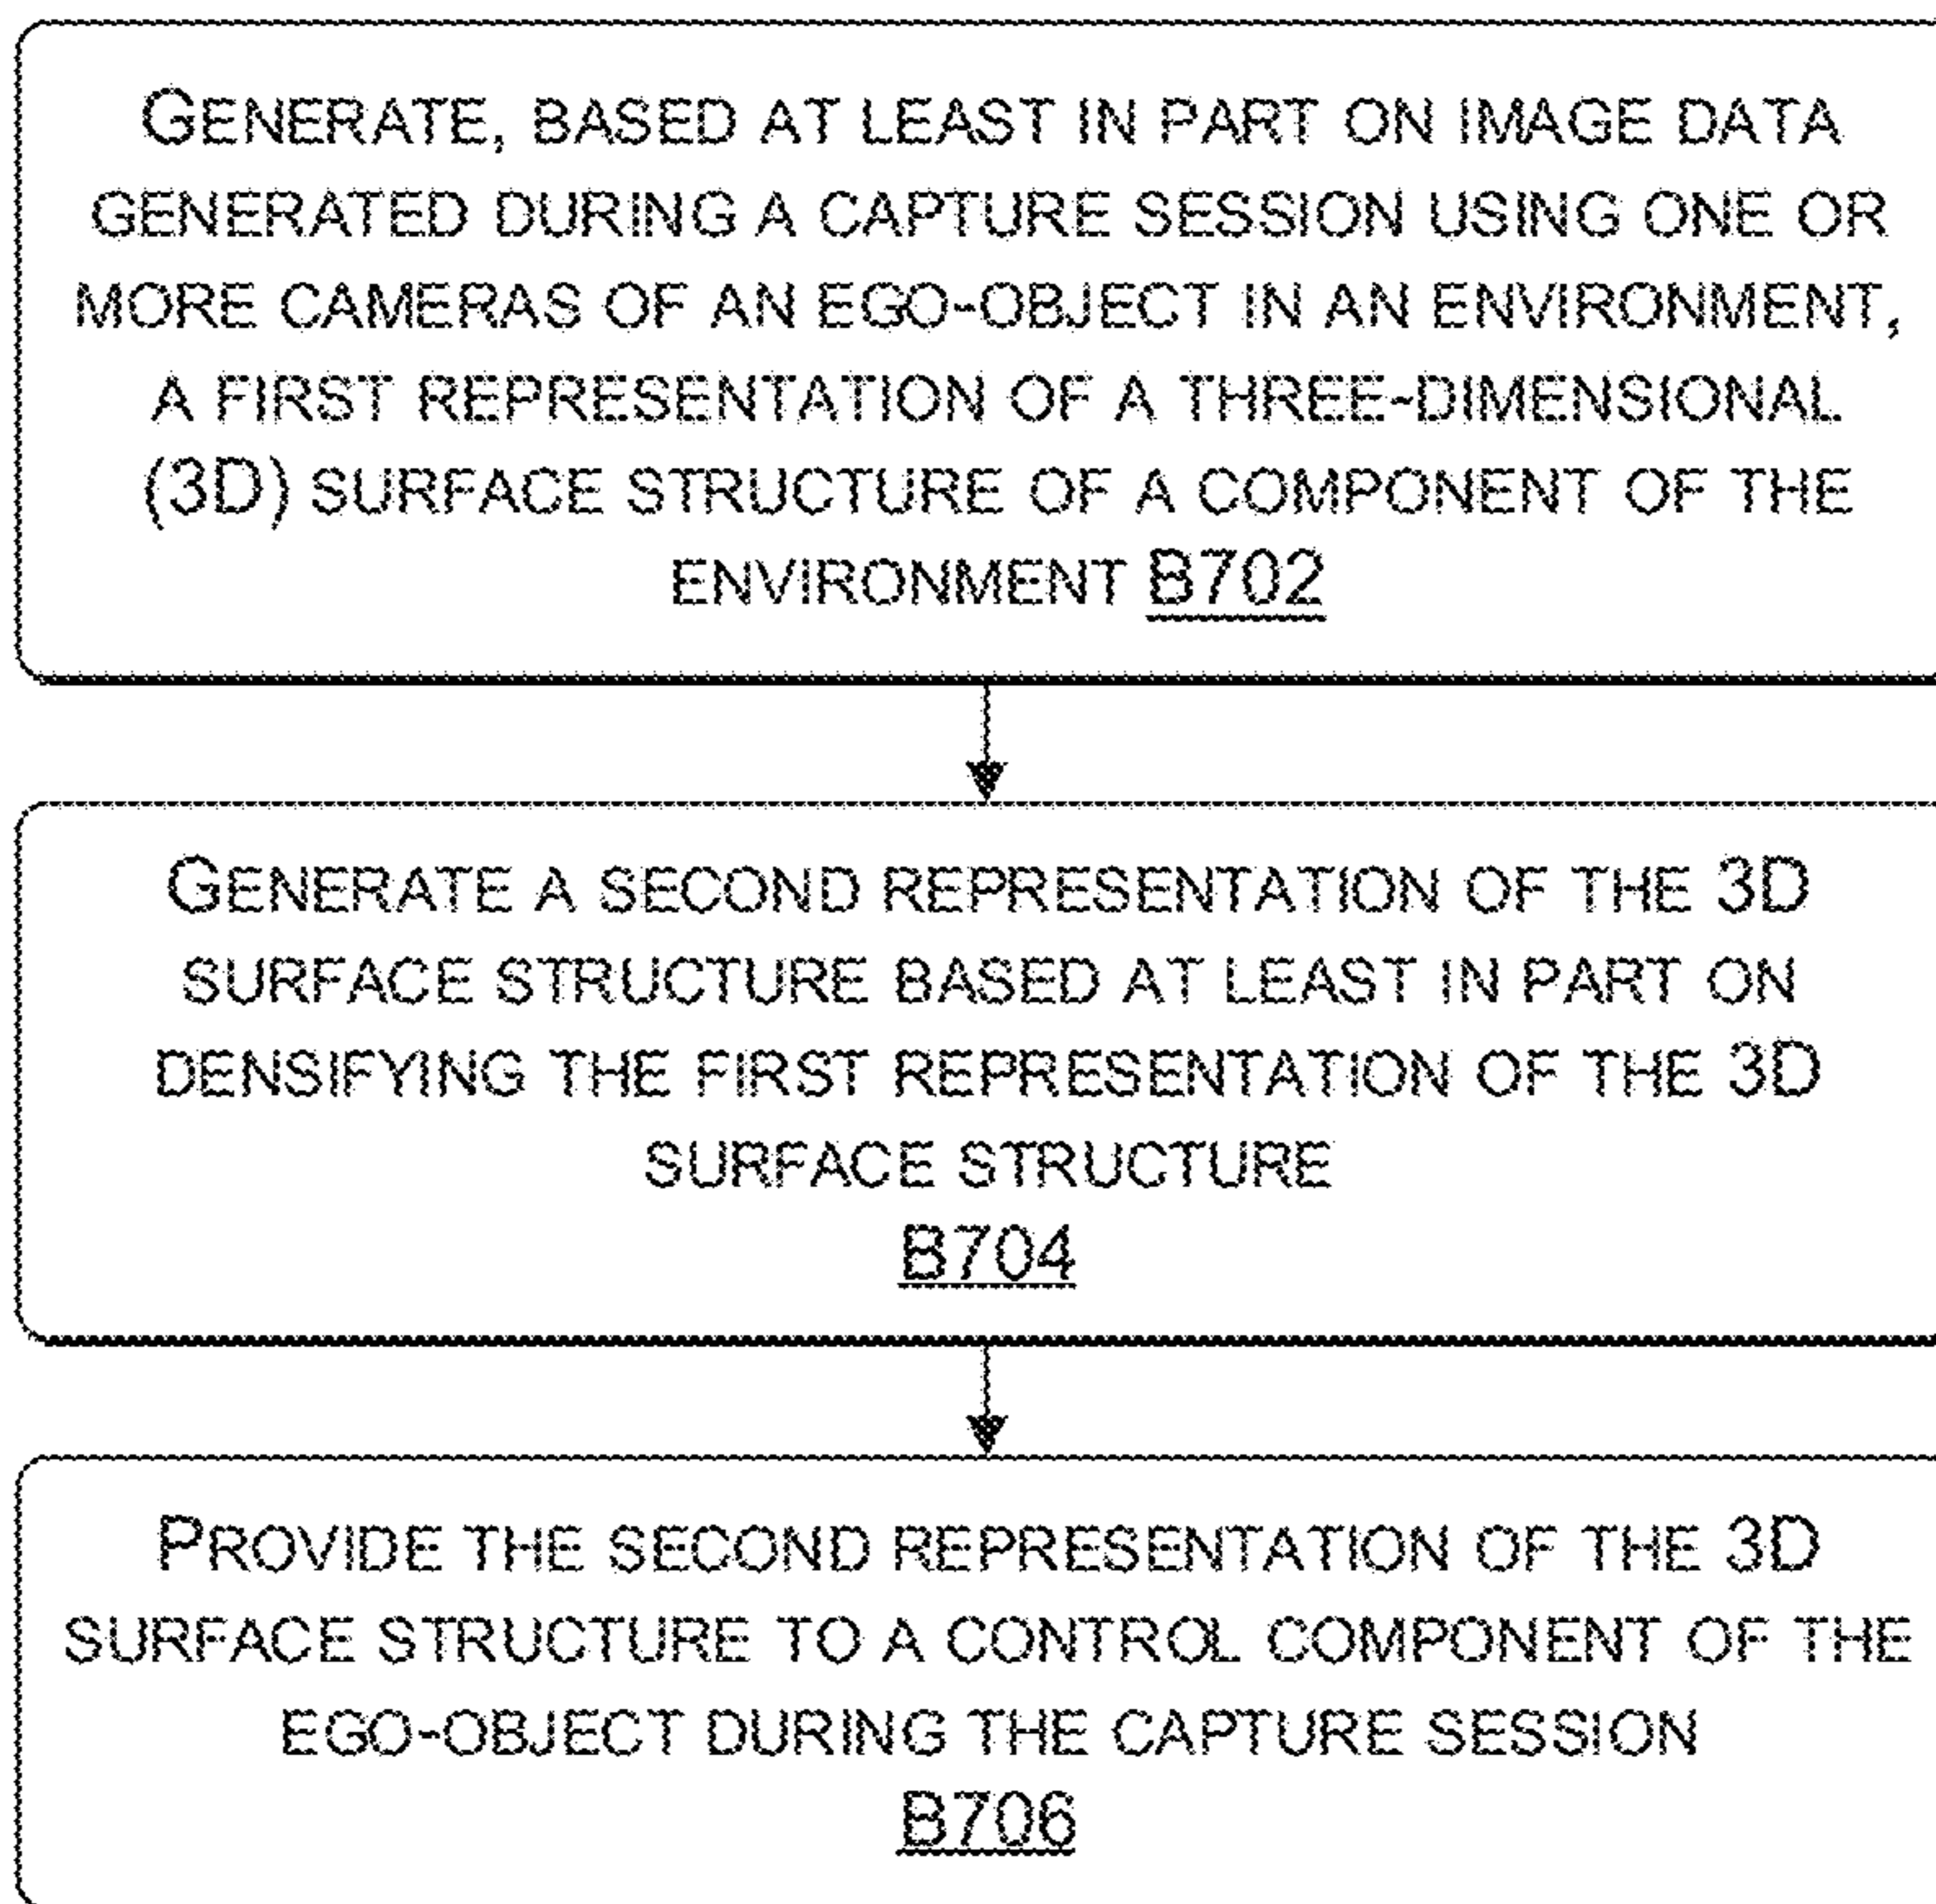 GENERATE, BASED AT LEAST IN PART ON IMAGE DATA
GENERATED DURING A CAPTURE SESSION USING ONE OR
MORE CAMERAS OF AN EGO-OBJECT IN AN ENVIRONMENT,
A FIRST REPRESENTATION OF A THREE-DIMENSIONAL
(3D) SURFACE STRUCTURE OF A COMPONENT OF THE
ENVIRONMENT B702
GENERATE A SECOND REPRESENTATION OF THE 3D
SURFACE STRUCTURE BASED AT LEAST IN PART ON
DENSIFYING THE FIRST REPRESENTATION OF THE 3D
SURFACE STRUCTURE
B704
PROVIDE THE SECOND REPRESENTATION OF THE 3D
SURFACE STRUCTURE TO A CONTROL COMPONENT OF THE
EGO-OBJECT DURING THE CAPTURE SESSION
B706